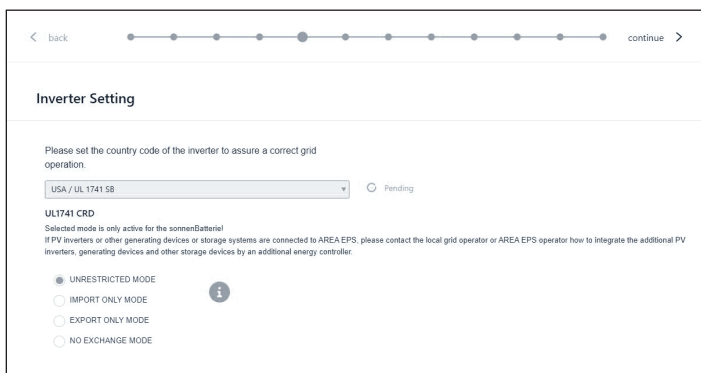 back
continue
Inverter Setting
Please set the country code of the inverter to assure a correct grid
operation.
USA / UL 1741 SB
Pending
UL1741 CRD
Selected mode is only active for the sonnenBatterie!
If PV inverters or other generating devices or storage systems are connected to AREA EPS, please contact the local grid operator or AREA EPS operator how to integrate the additional PV
inverters, generating devices and other storage devices by an additional energy controller.
UNRESTRICTED MODE
i
IMPORT ONLY MODE
EXPORT ONLY MODE
NO EXCHANGE MODE